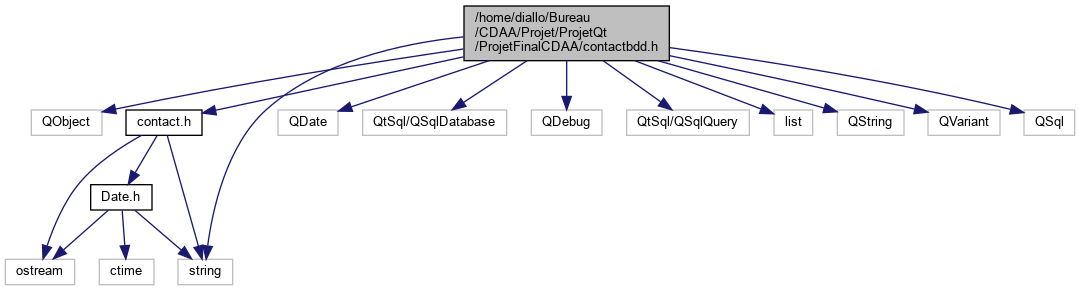 /home/diallo/Bureau
/CDAA/Projet/ProjetQt
/ProjetFinalCDAA/contactbdd.h
QObject
contact.h
QDate
QtSql/QSqlDatabase
QDebug
QtSql/QSqlQuery
list
QString
QVariant
QSql
Date.h
ostream
ctime
string